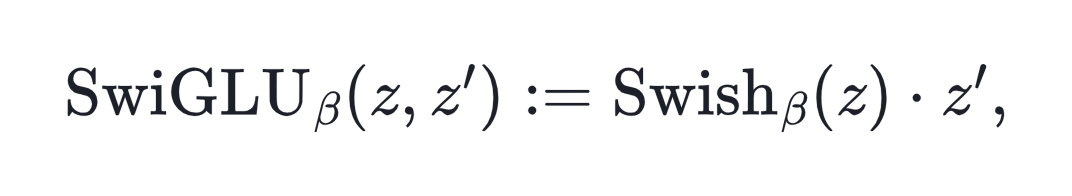 SwiGLU_β(z, z′) := Swish_β(z) · z′,